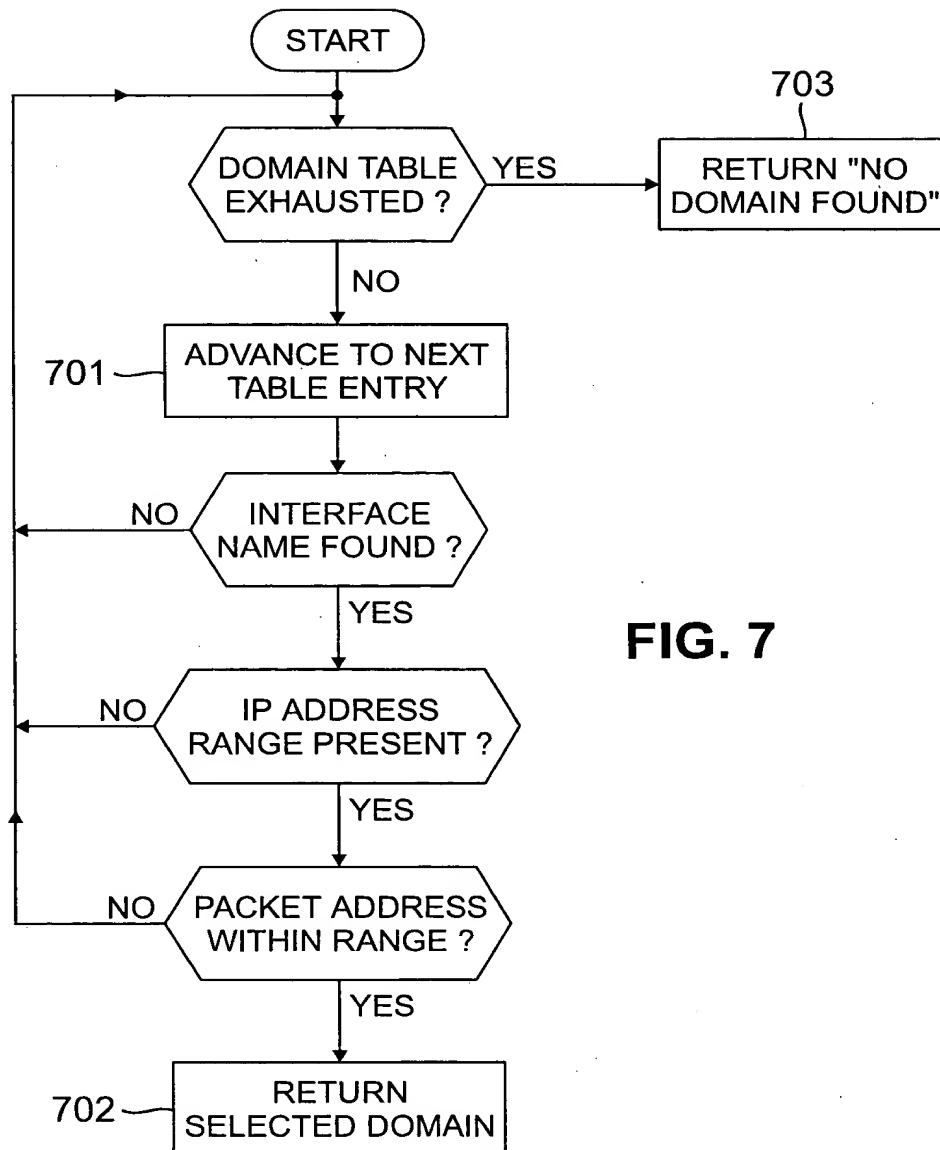 START
703
DOMAIN TABLE
EXHAUSTED ?
YES
RETURN "NO
DOMAIN FOUND"
NO
701
ADVANCE TO NEXT
TABLE ENTRY
NO
INTERFACE
NAME FOUND ?
YES
FIG. 7
NO
IP ADDRESS
RANGE PRESENT ?
YES
NO
PACKET ADDRESS
WITHIN RANGE ?
YES
702
RETURN
SELECTED DOMAIN